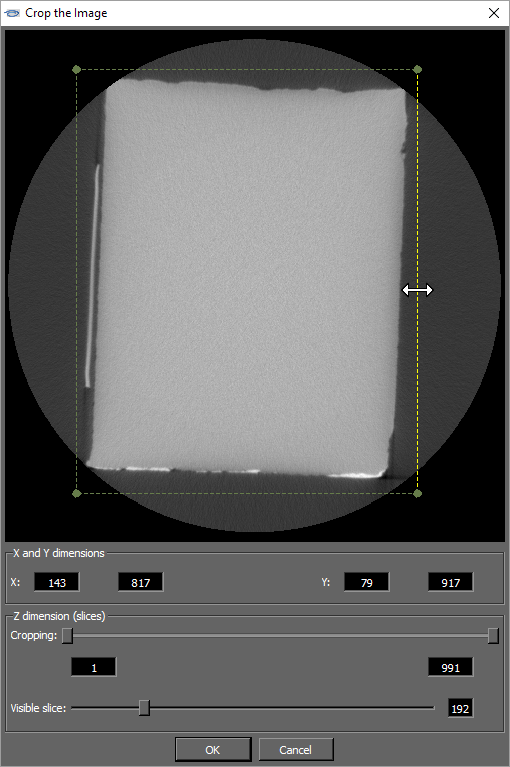 Crop the Image
X and Y dimensions
X: 143 817 Y: 79 917
Z dimension (slices)
Cropping:
1 991
Visible slice: 192
OK Cancel